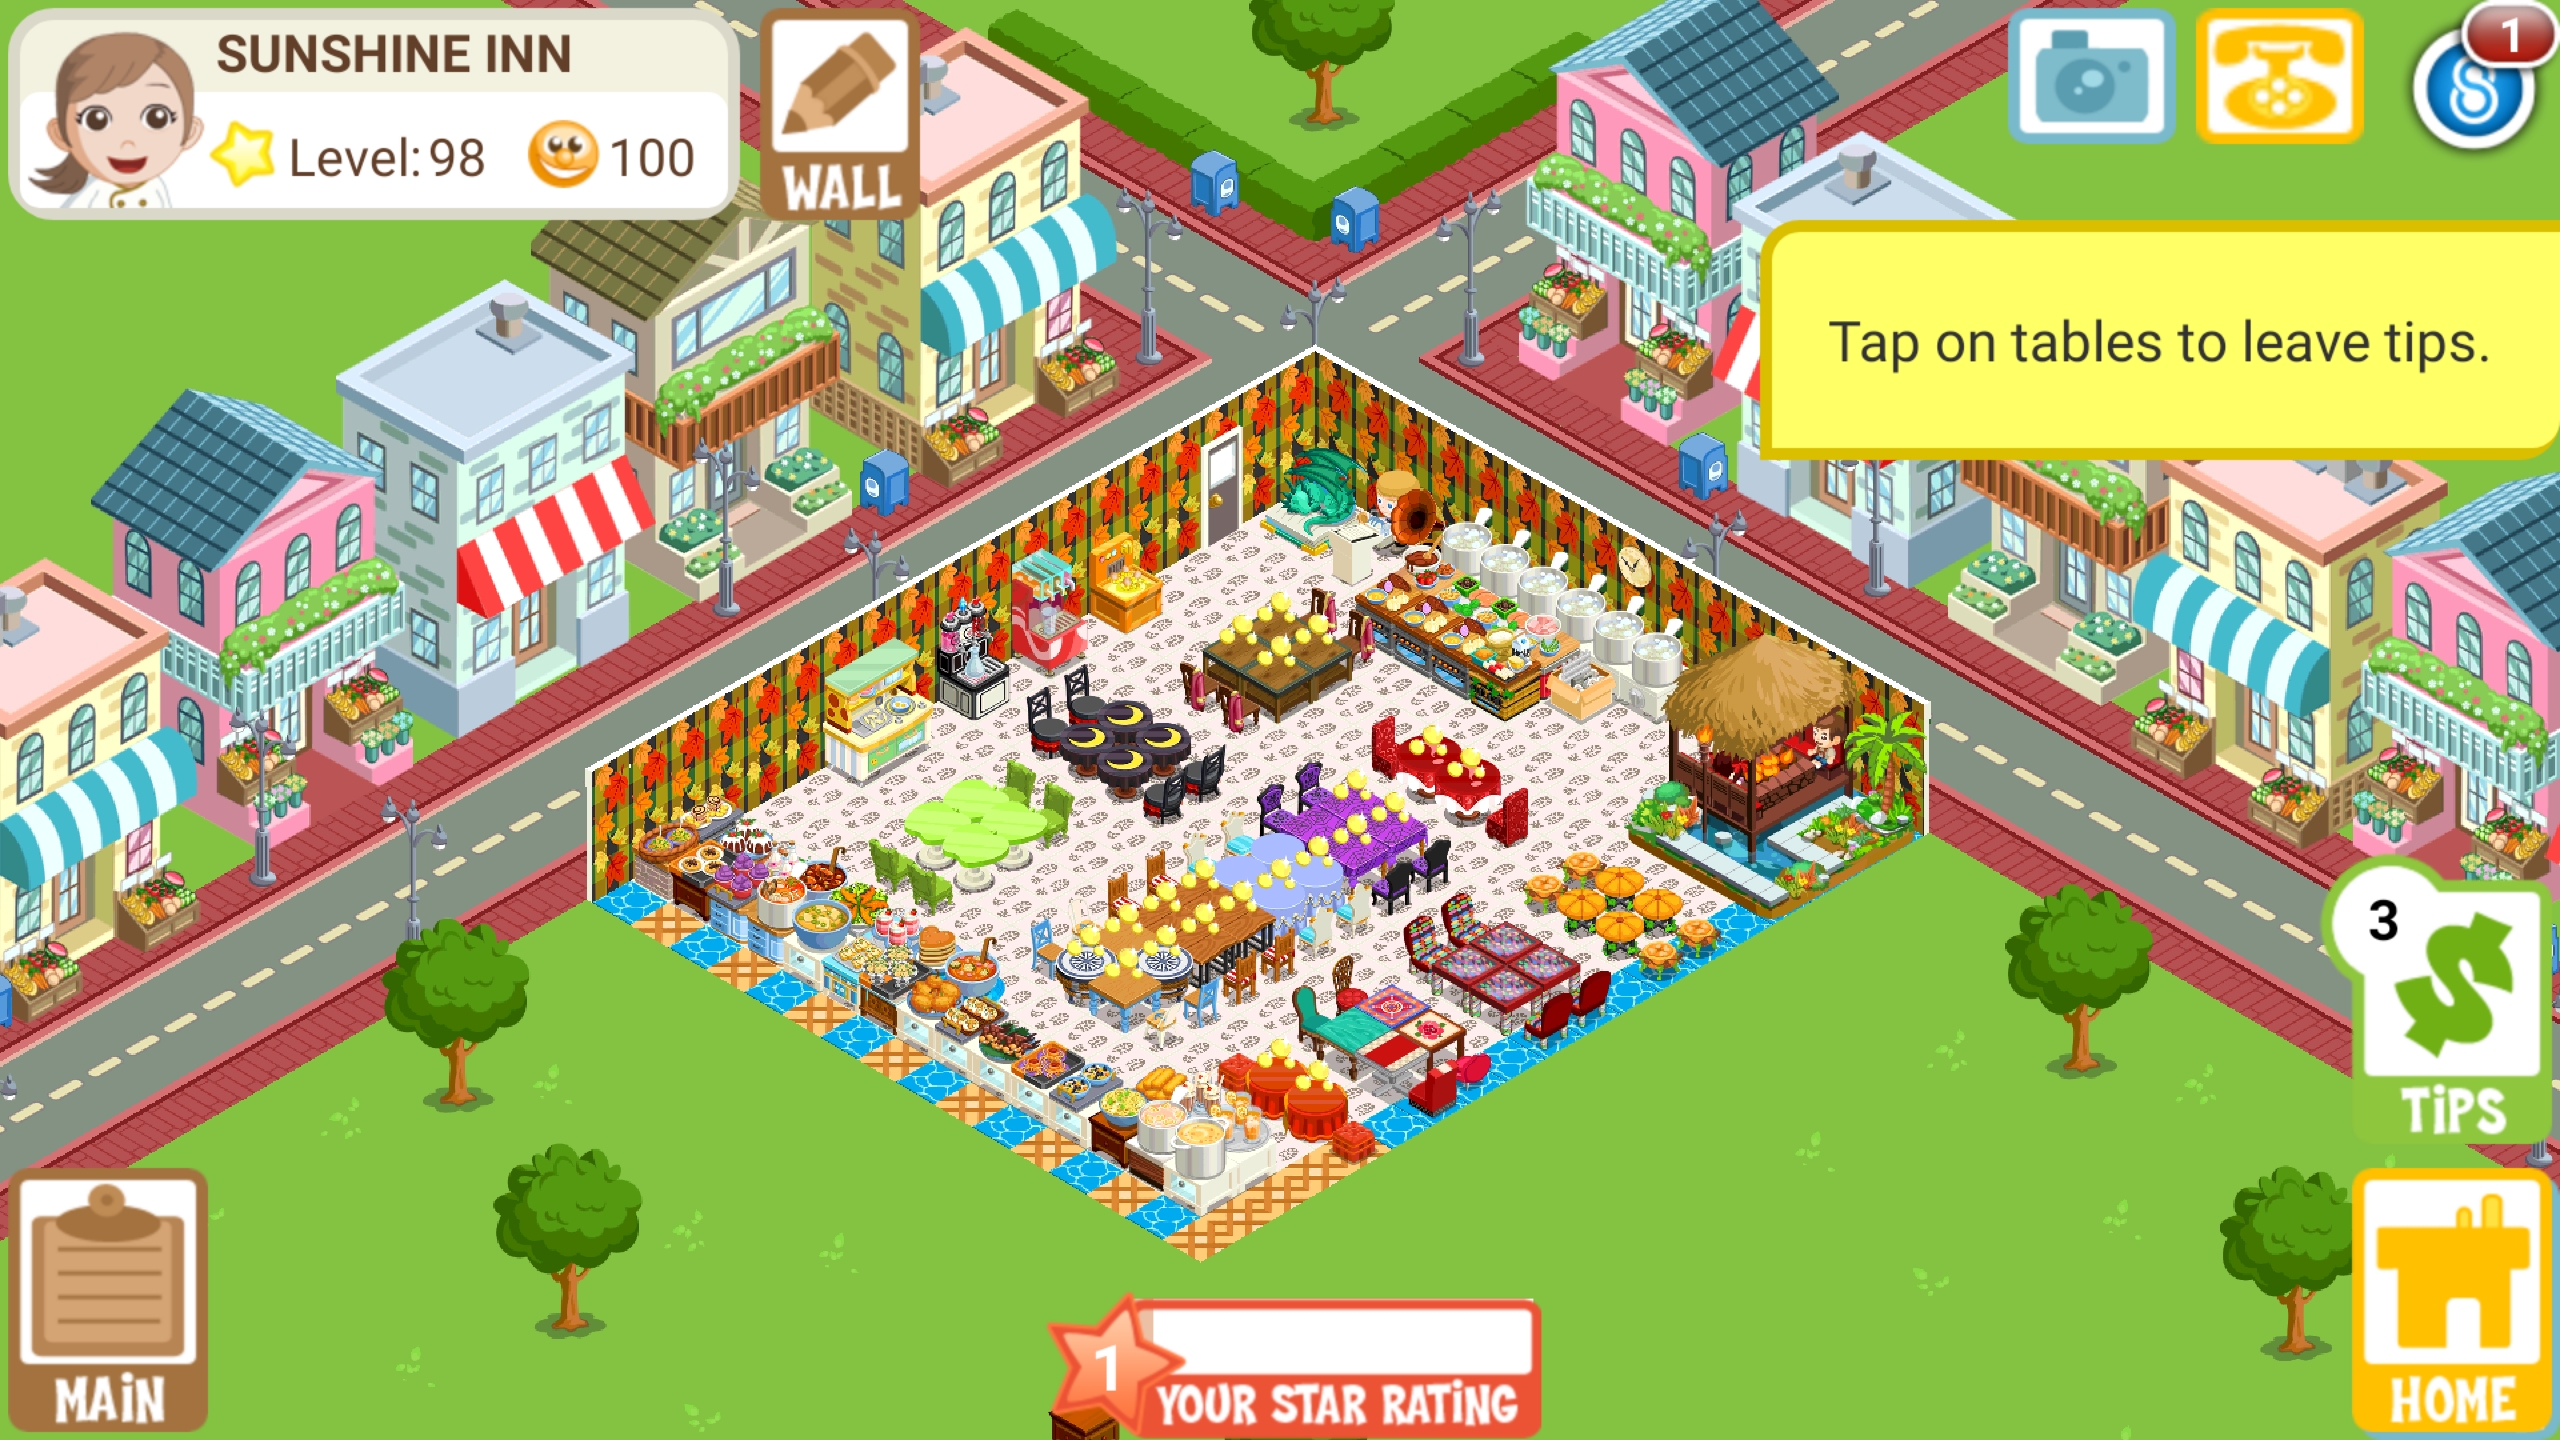 SUNSHINE INN
Level: 98
100
WALL
1
Tap on tables to leave tips.
3
TiPS
MAiN
1
YOUR STAR RATiNG
HOME